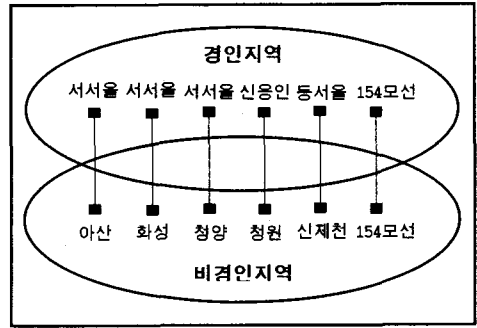 경인지역
서서울 서서울 서서울 신용인 동서울 154모선
아산 화성 청양 청원 신제천 154모선
비경인지역